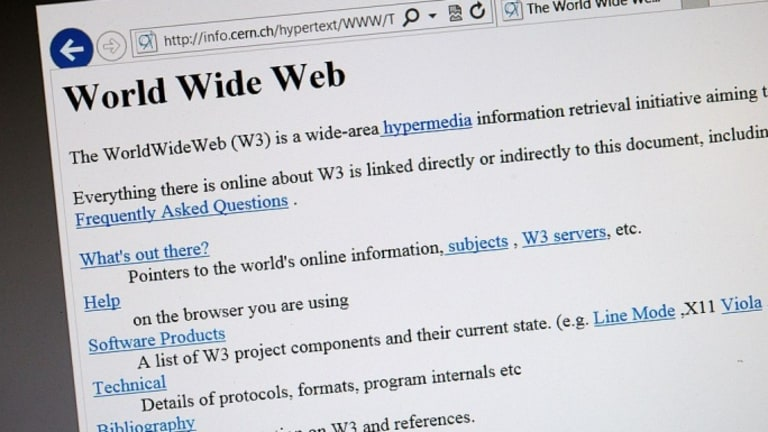 http://info.cern.ch/hypertext/WWW/T
The World Wide We...
World Wide Web
The WorldWideWeb (W3) is a wide-area hypermedia information retrieval initiative aiming t
Everything there is online about W3 is linked directly or indirectly to this document, includin
Frequently Asked Questions .
What's out there?
Pointers to the world's online information, subjects , W3 servers, etc.
Help
on the browser you are using
Software Products
A list of W3 project components and their current state. (e.g. Line Mode ,X11 Viola
Technical
Details of protocols, formats, program internals etc
Bibliography
on W3 and references.